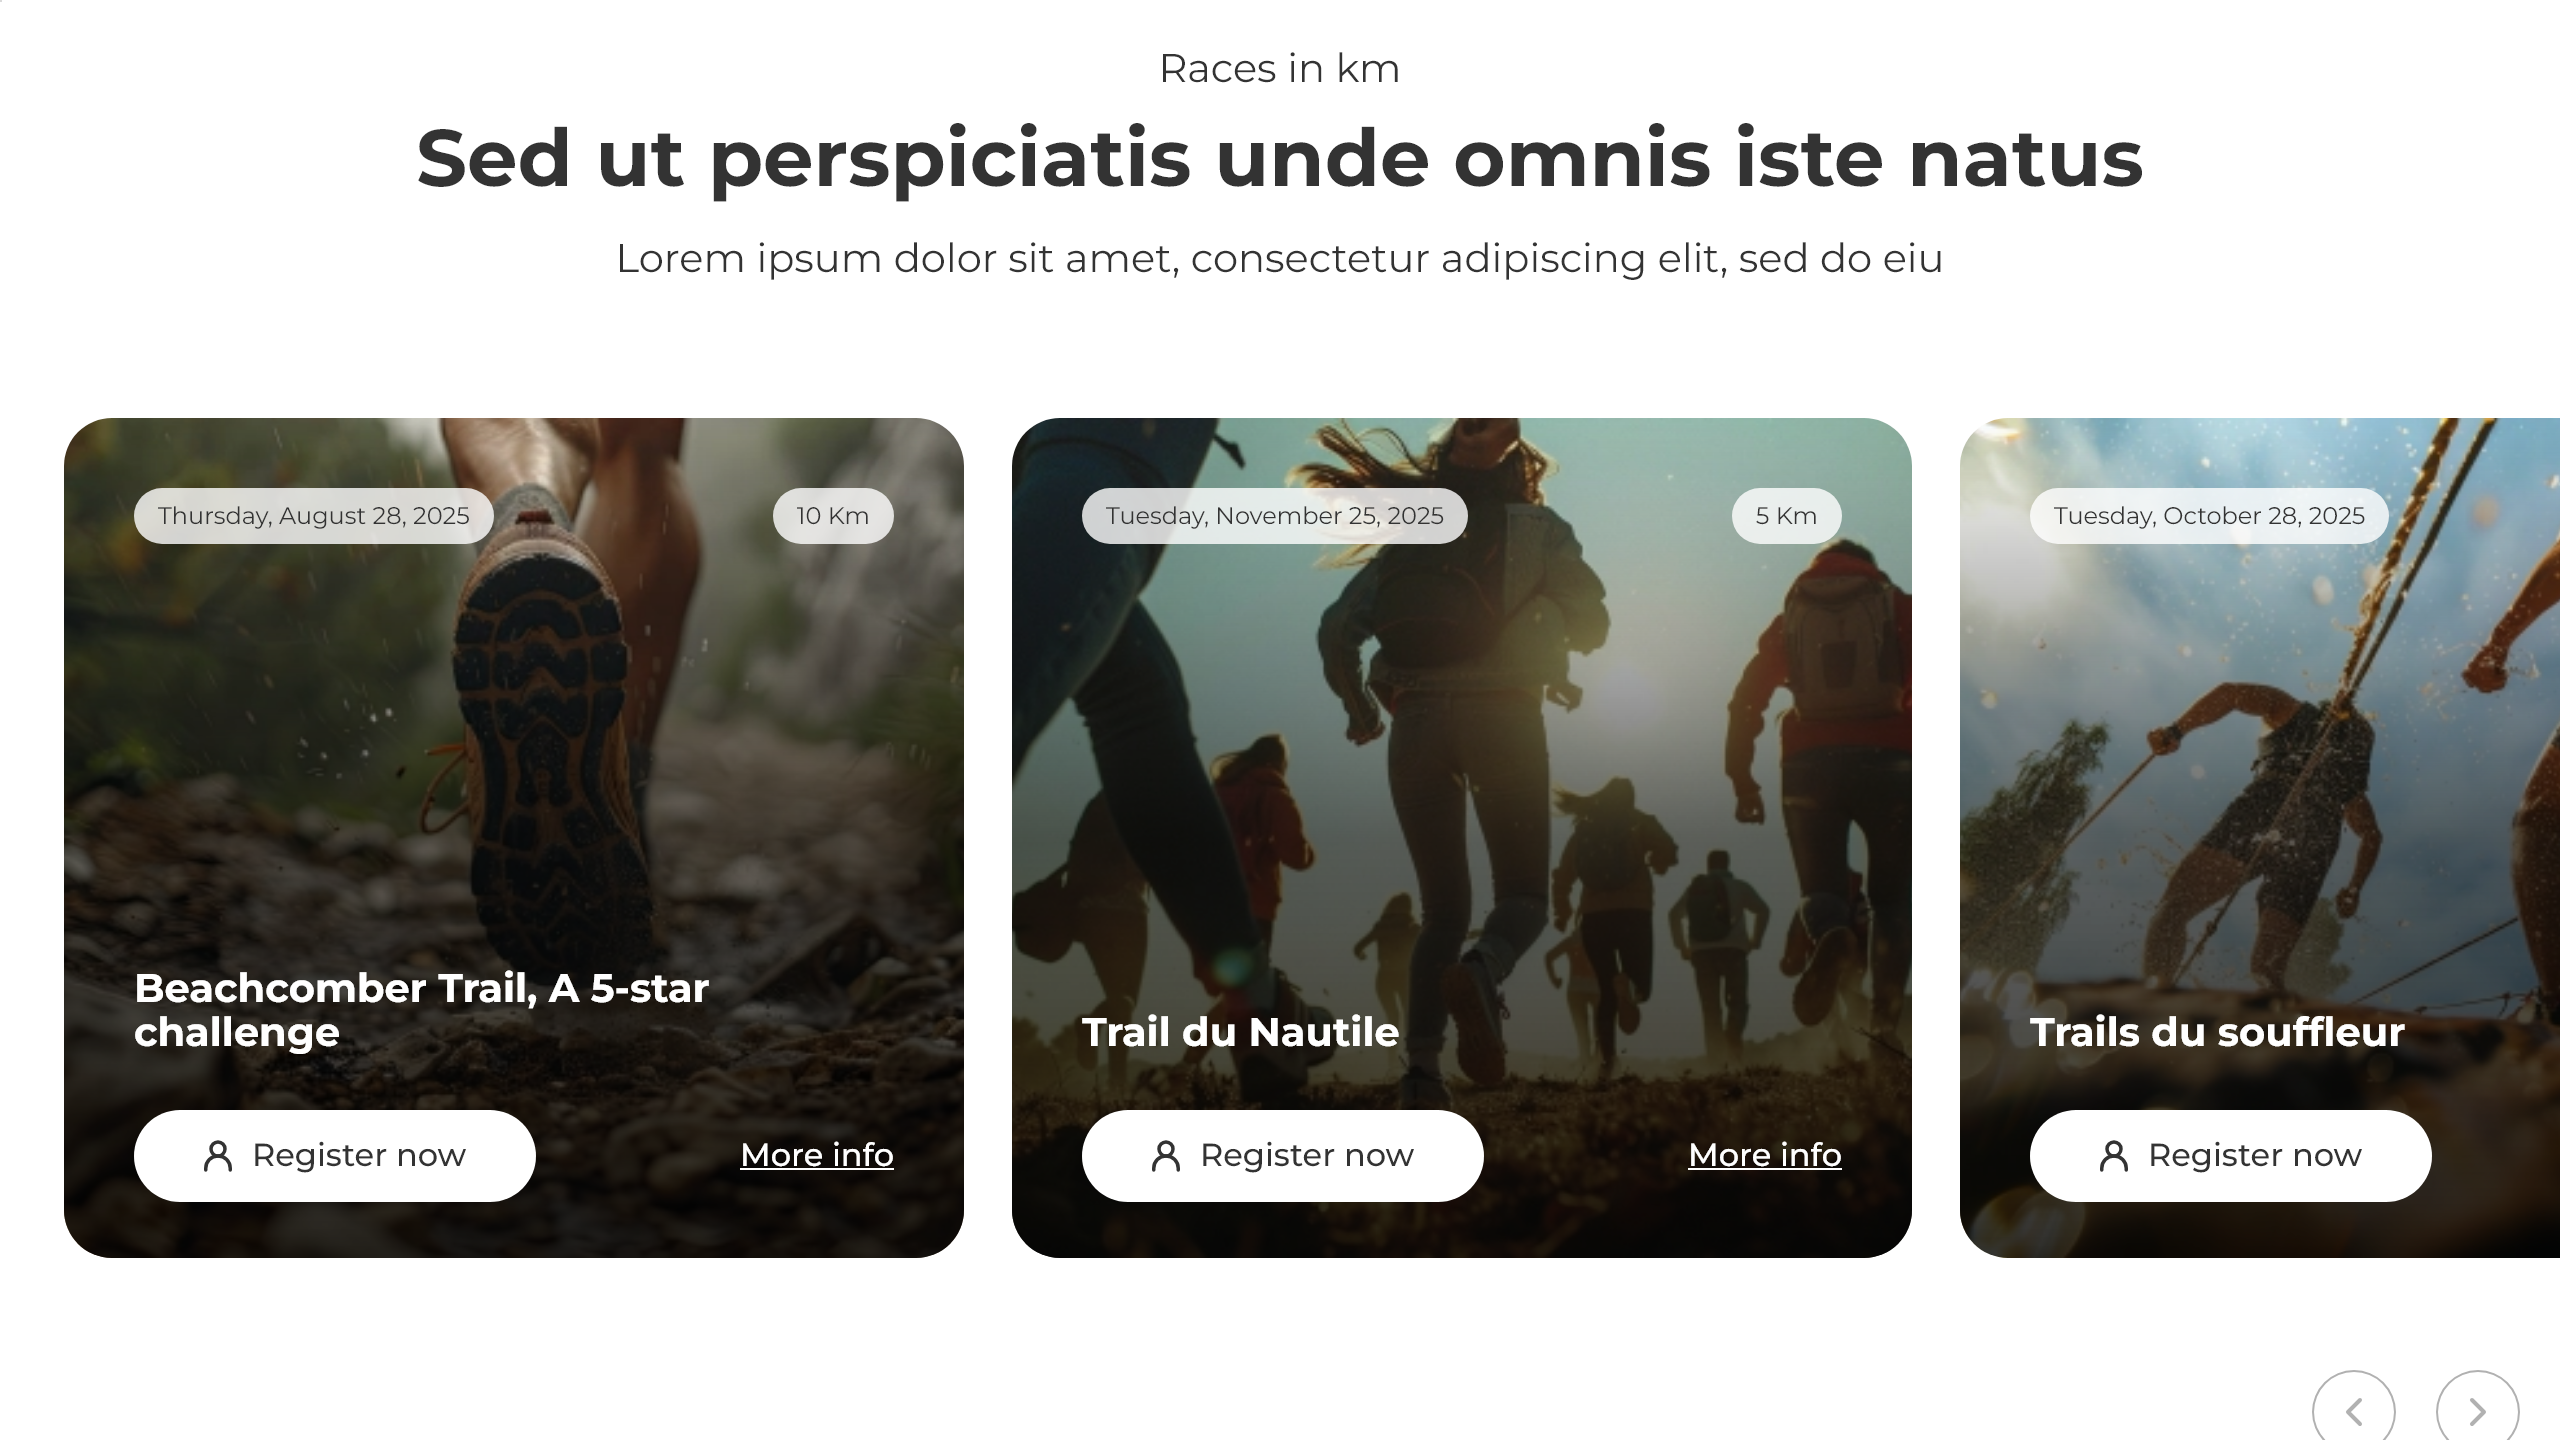 Races in km
Sed ut perspiciatis unde omnis iste natus
Lorem ipsum dolor sit amet, consectetur adipiscing elit, sed do eiu
Thursday, August 28, 2025
10 Km
Beachcomber Trail, A 5-star
challenge
Register now
More info
Tuesday, November 25, 2025
5 Km
Trail du Nautile
Register now
More info
Tuesday, October 28, 2025
Trails du souffleur
Register now